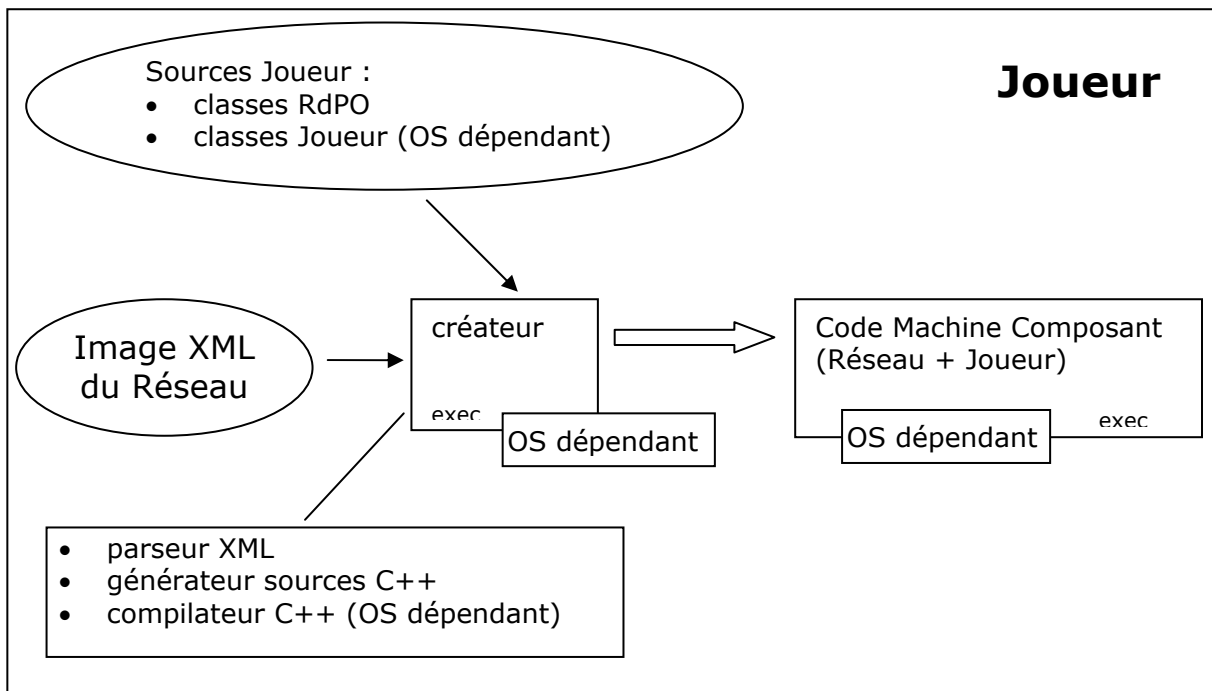 Joueur
Sources Joueur :
• classes RdPO
• classes Joueur (OS dépendant)
Image XML
du Réseau
créateur
exec
OS dépendant
Code Machine Composant
(Réseau + Joueur)
exec
OS dépendant
• parseur XML
• générateur sources C++
• compilateur C++ (OS dépendant)